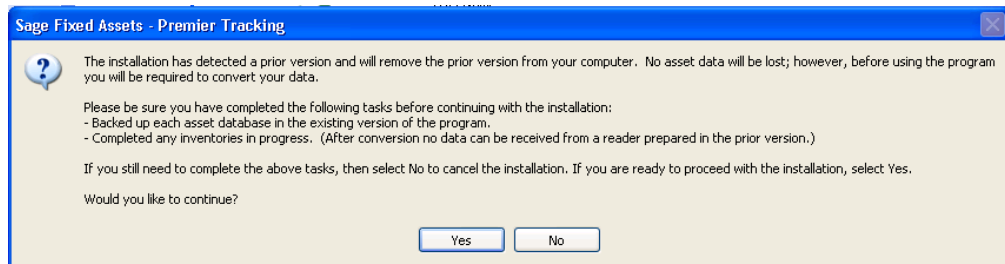 Sage Fixed Assets - Premier Tracking
The installation has detected a prior version and will remove the prior version from your computer. No asset data will be lost; however, before using the program
you will be required to convert your data.
Please be sure you have completed the following tasks before continuing with the installation:
- Backed up each asset database in the existing version of the program.
- Completed any inventories in progress. (After conversion no data can be received from a reader prepared in the prior version.)
If you still need to complete the above tasks, then select No to cancel the installation. If you are ready to proceed with the installation, select Yes.
Would you like to continue?
Yes No